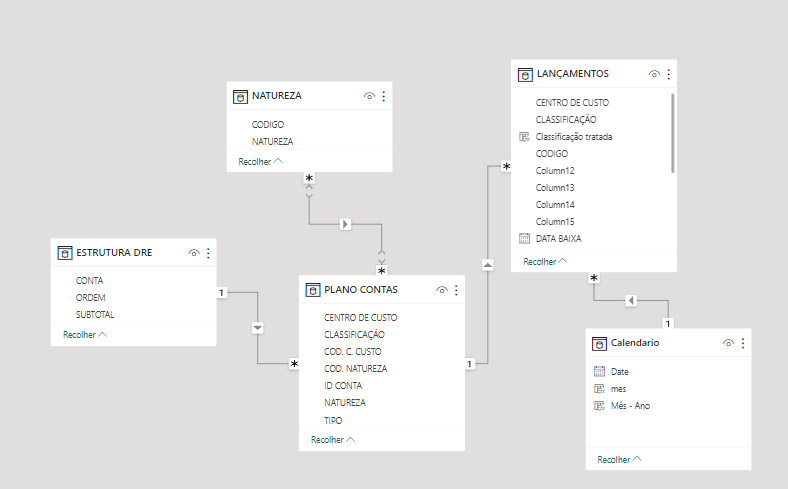 NATUREZA
CODIGO
NATUREZA
Recolher
*
*
ESTRUTURA DRE
CONTA
ORDEM
SUBTOTAL
Recolher
1
*
PLANO CONTAS
CENTRO DE CUSTO
CLASSIFICAÇÃO
COD. C. CUSTO
COD. NATUREZA
ID CONTA
NATUREZA
TIPO
Recolher
1
*
LANÇAMENTOS
CENTRO DE CUSTO
CLASSIFICAÇÃO
Classificação tratada
CODIGO
Column12
Column13
Column14
Column15
DATA BAIXA
Recolher
*
1
Calendario
Date
mes
Mês - Ano
Recolher